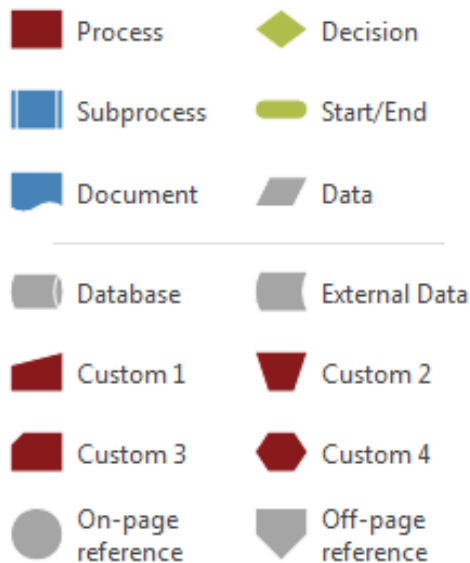 Process
Decision
Subprocess
Start/End
Document
Data
Database
External Data
Custom 1
Custom 2
Custom 3
Custom 4
On-page
reference
Off-page
reference